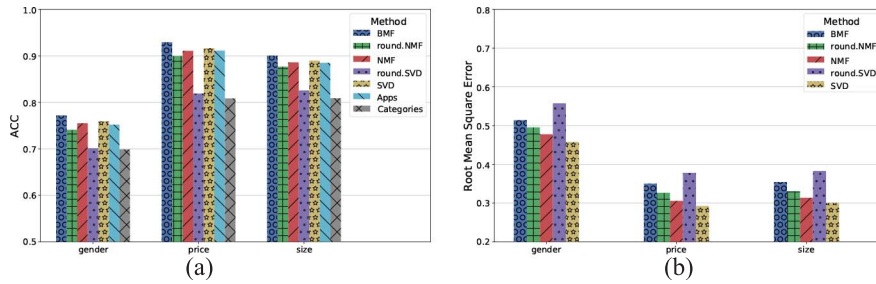 ACC
1.0
0.9
0.8
0.7
0.6
0.5
gender
price
size
Method
BMF
round.NMF
NMF
round.SVD
SVD
Apps
Categories
(a)
Root Mean Square Error
0.8
0.7
0.6
0.5
0.4
0.3
0.2
gender
price
size
Method
BMF
round.NMF
NMF
round.SVD
SVD
(b)